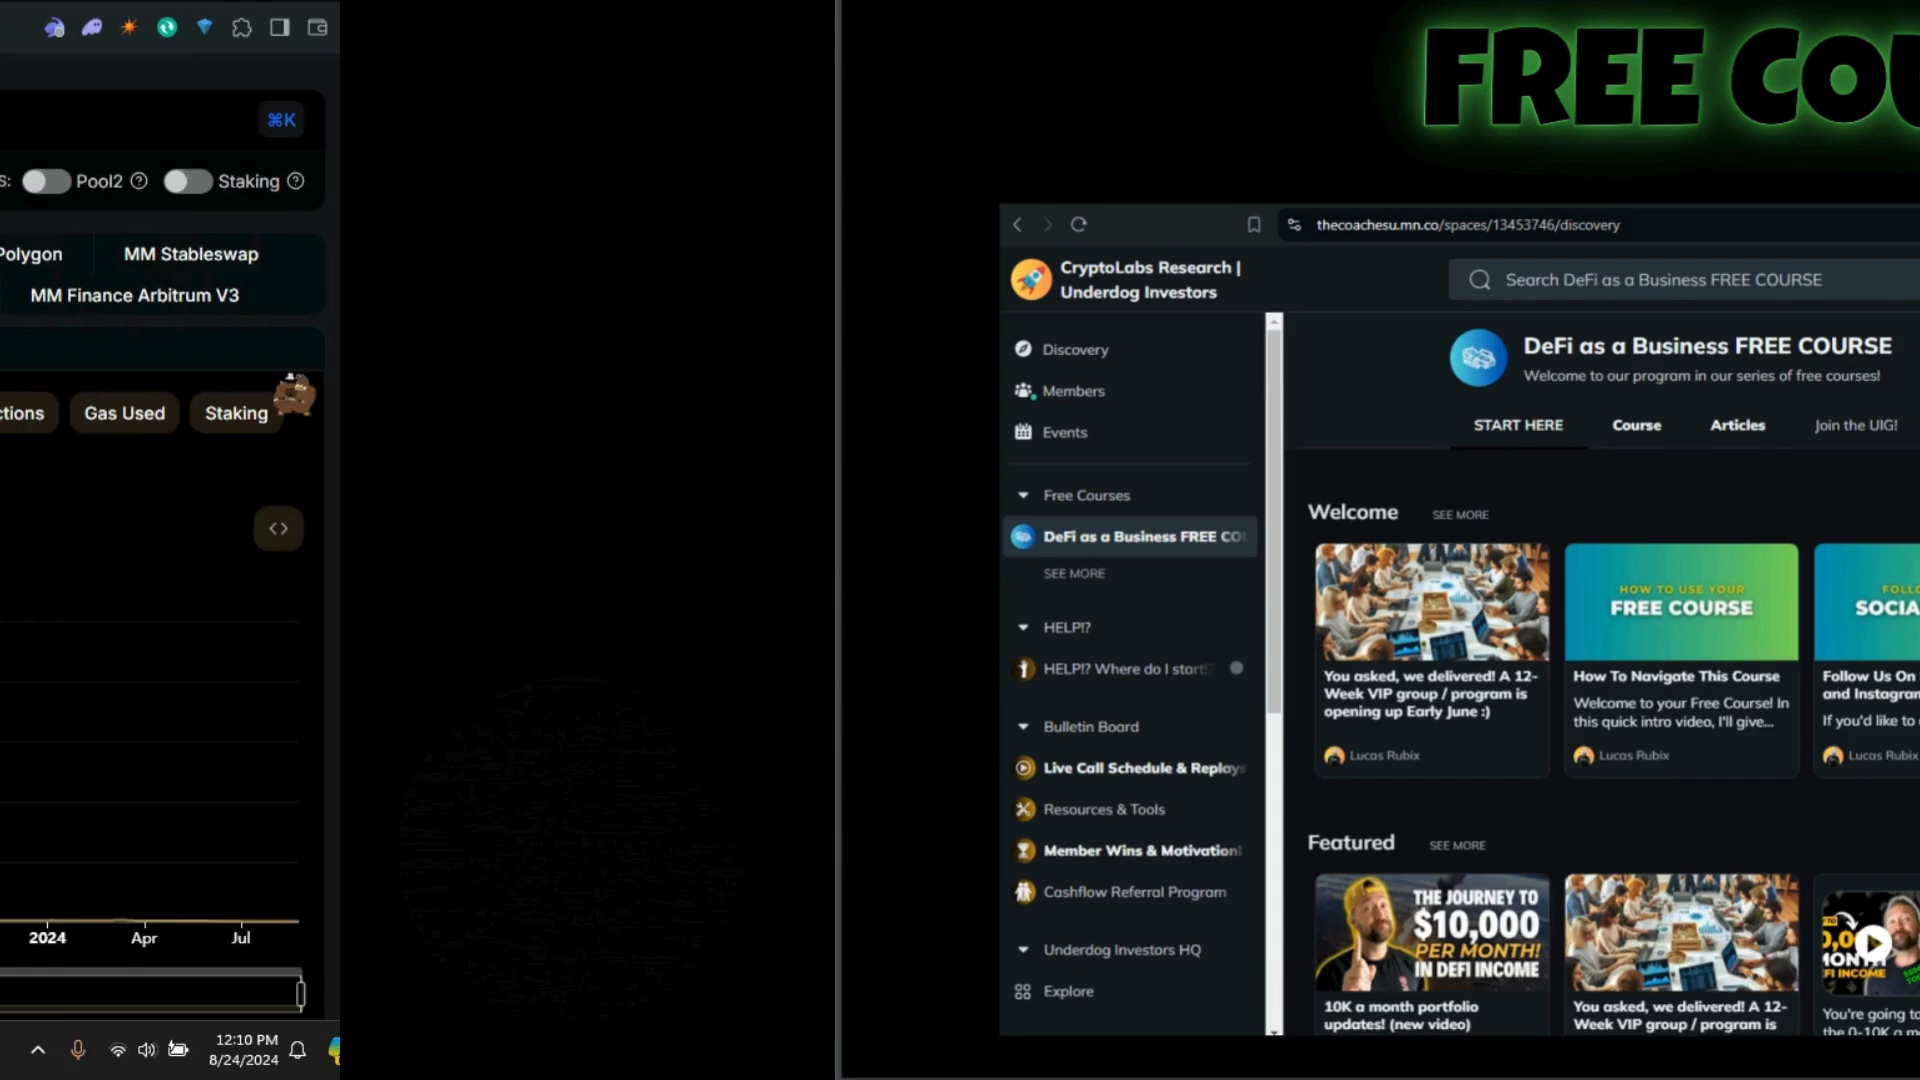 ⌘K
Pool2
Staking
Polygon
MM Stableswap
MM Finance Arbitrum V3
Gas Used
Staking
2024
Apr
Jul
12:10 PM
8/24/2024
FREE COU
thecoachesu.mn.co/spaces/13453746/discovery
CryptoLabs Research |
Underdog Investors
Search DeFi as a Business FREE COURSE
Discovery
Members
Events
Free Courses
DeFi as a Business FREE COU
SEE MORE
HELP!?
HELP!? Where do I start!?
Bulletin Board
Live Call Schedule & Replays
Resources & Tools
Member Wins & Motivation!
Cashflow Referral Program
Underdog Investors HQ
Explore
DeFi as a Business FREE COURSE
Welcome to our program in our series of free courses!
START HERE
Course
Articles
Join the UIG!
Welcome
SEE MORE
HOW TO USE YOUR
FREE COURSE
FOLLO
SOCIA
You asked, we delivered! A 12-
Week VIP group / program is
opening up Early June :)
Lucas Rubix
How To Navigate This Course
Welcome to your Free Course! In
this quick intro video, I'll give...
Lucas Rubix
Follow Us On
and Instagram
If you'd like to
Lucas Rubix
Featured
SEE MORE
THE JOURNEY TO
$10,000
PER MONTH!
IN DEFI INCOME
10K a month portfolio
updates! (new video)
You asked, we delivered! A 12-
Week VIP group / program is
You're going to
the 0-10K a m